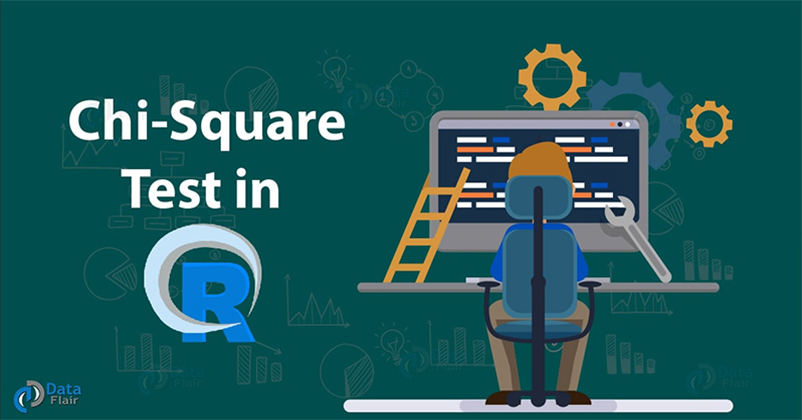 Chi-Square
Test in
R
Data
Flair